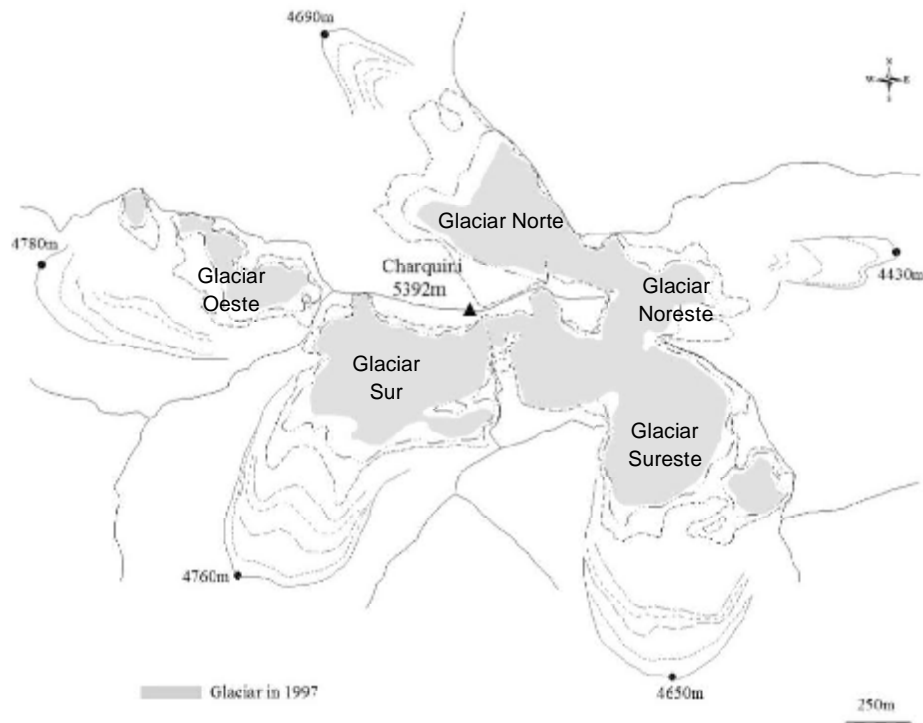 4690m
N
W E
S
Glaciar Norte
4780m
Glaciar
Oeste
Charquini
5392m
4430m
Glaciar
Noreste
Glaciar
Sur
Glaciar
Sureste
4760m
Glaciar in 1997
4650m
250m